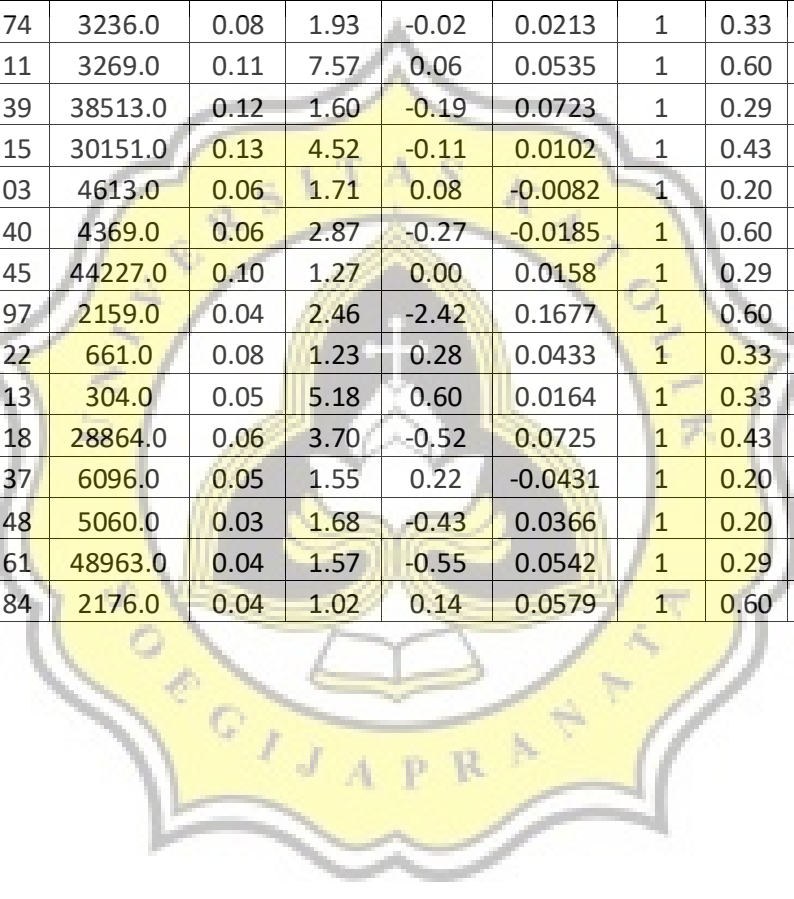 74 3236.0 0.08 1.93 -0.02 0.0213 1 0.33
11 3269.0 0.11 7.57 0.06 0.0535 1 0.60
39 38513.0 0.12 1.60 -0.19 0.0723 1 0.29
15 30151.0 0.13 4.52 -0.11 0.0102 1 0.43
03 4613.0 0.06 1.71 0.08 -0.0082 1 0.20
40 4369.0 0.06 2.87 -0.27 -0.0185 1 0.60
45 44227.0 0.10 1.27 0.00 0.0158 1 0.29
97 2159.0 0.04 2.46 -2.42 0.1677 1 0.60
22 661.0 0.08 1.23 0.28 0.0433 1 0.33
13 304.0 0.05 5.18 0.60 0.0164 1 0.33
18 28864.0 0.06 3.70 -0.52 0.0725 1 0.43
37 6096.0 0.05 1.55 0.22 -0.0431 1 0.20
48 5060.0 0.03 1.68 -0.43 0.0366 1 0.20
61 48963.0 0.04 1.57 -0.55 0.0542 1 0.29
84 2176.0 0.04 1.02 0.14 0.0579 1 0.60
UNIVERSITAS KATOLIK
SOEGIJAPRANATA